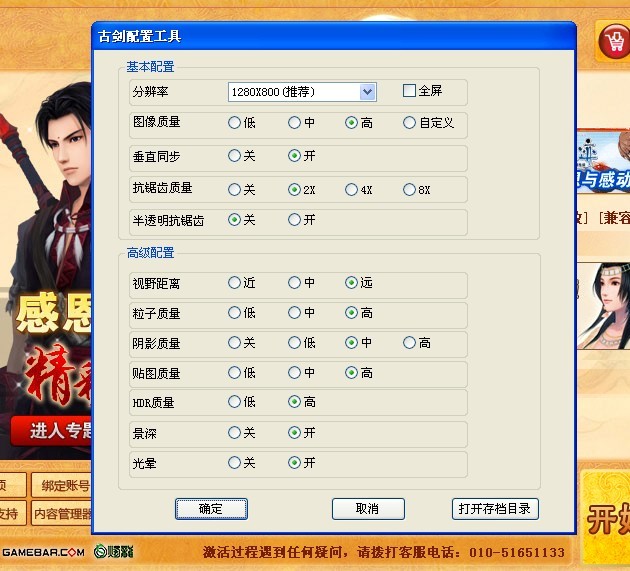 古剑配置工具
基本配置
分辨率 1280X800(推荐) 全屏
图像质量 低 中 高 自定义
垂直同步 关 开
抗锯齿质量 关 2X 4X 8X
半透明抗锯齿 关 开
高级配置
视野距离 近 中 远
粒子质量 低 中 高
阴影质量 关 低 中 高
贴图质量 低 中 高
HDR质量 低 高
景深 关 开
光晕 关 开
确定 取消 打开存档目录
感恩
精彩
进入专题
与感动
[兼容
绑定账号
支持 内容管理器
开始
GAMEBAR.COM
激活过程遇到任何疑问，请拨打客服电话：010-51651133